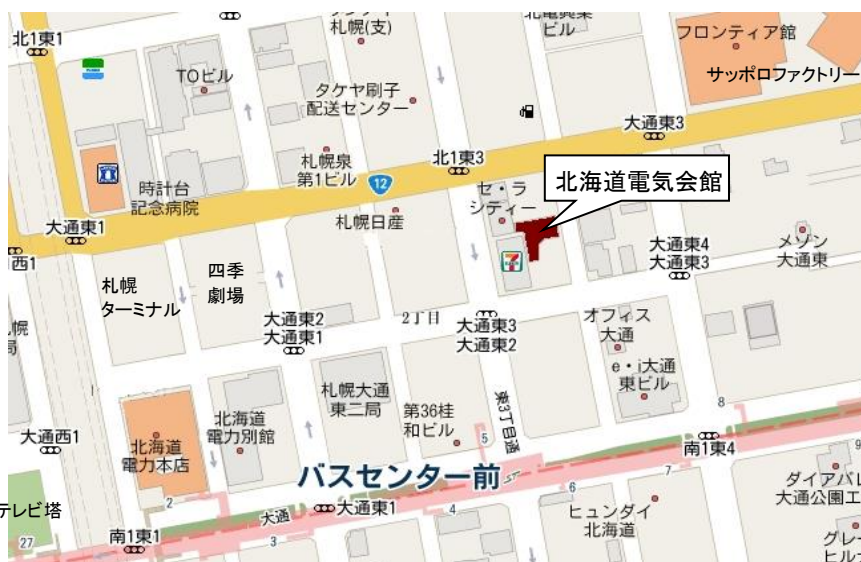 札幌(支)
ビル
フロンティア館
北1東1
TOビル
サッポロファクトリー
タケヤ刷子
配送センター
大通東3
札幌泉
第1ビル
北1東3
時計台
記念病院
12
セ・ラ
シティー
北海道電気会館
大通東1
札幌日産
西1
大通東4
大通東3
メゾン
大通東
札幌
ターミナル
四季
劇場
大通東2
大通東1
2丁目
大通東3
大通東2
オフィス
大通
e・i大通
東ビル
札幌大通
東二局
北海道
電力別館
第36桂
和ビル
東3丁目通
8
大通西1
北海道
電力本店
5
南1東4
9
バスセンター前
7
6
ダイアパレ
大通公園エ
テレビ塔
2
大通
大通東1
4
ヒュンダイ
北海道
27
南1東1
3
グレー
ヒル